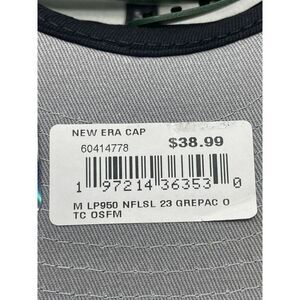 NEW ERA CAP
60414778
$38.99
1 97214 36353 0
M LP950 NFLSL 23 GREPAC O
TC OSFM